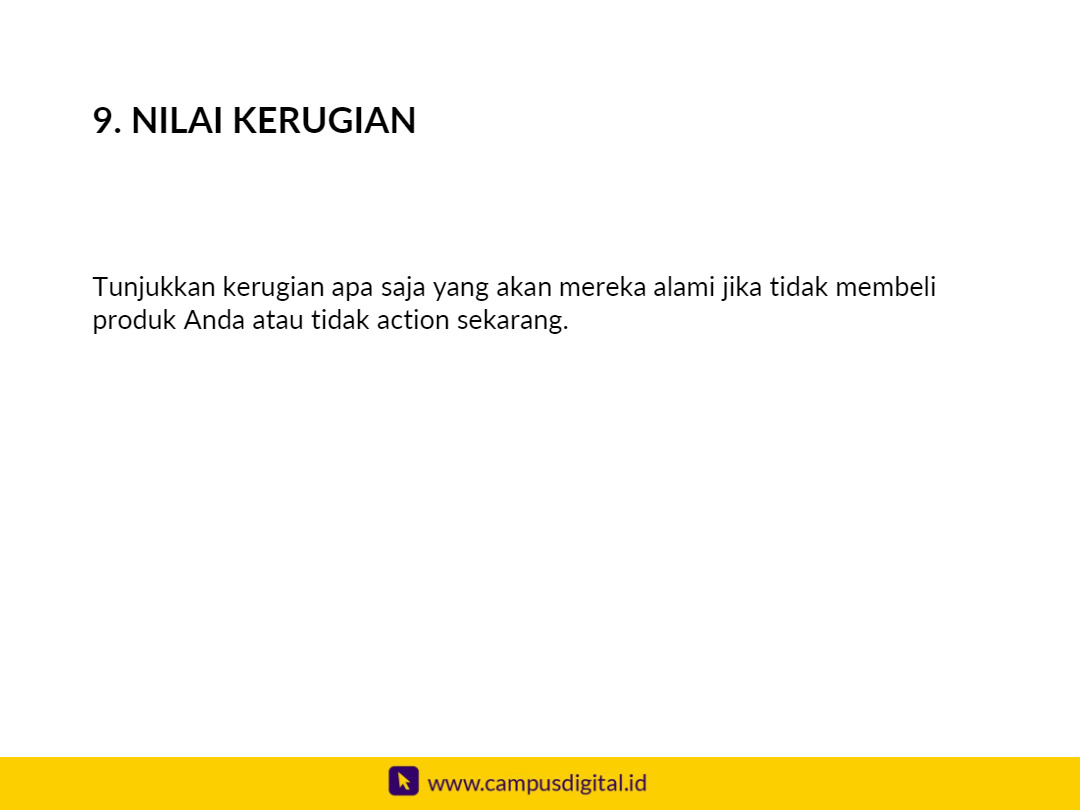 9. NILAI KERUGIAN
Tunjukkan kerugian apa saja yang akan mereka alami jika tidak membeli
produk Anda atau tidak action sekarang.
www.campusdigital.id